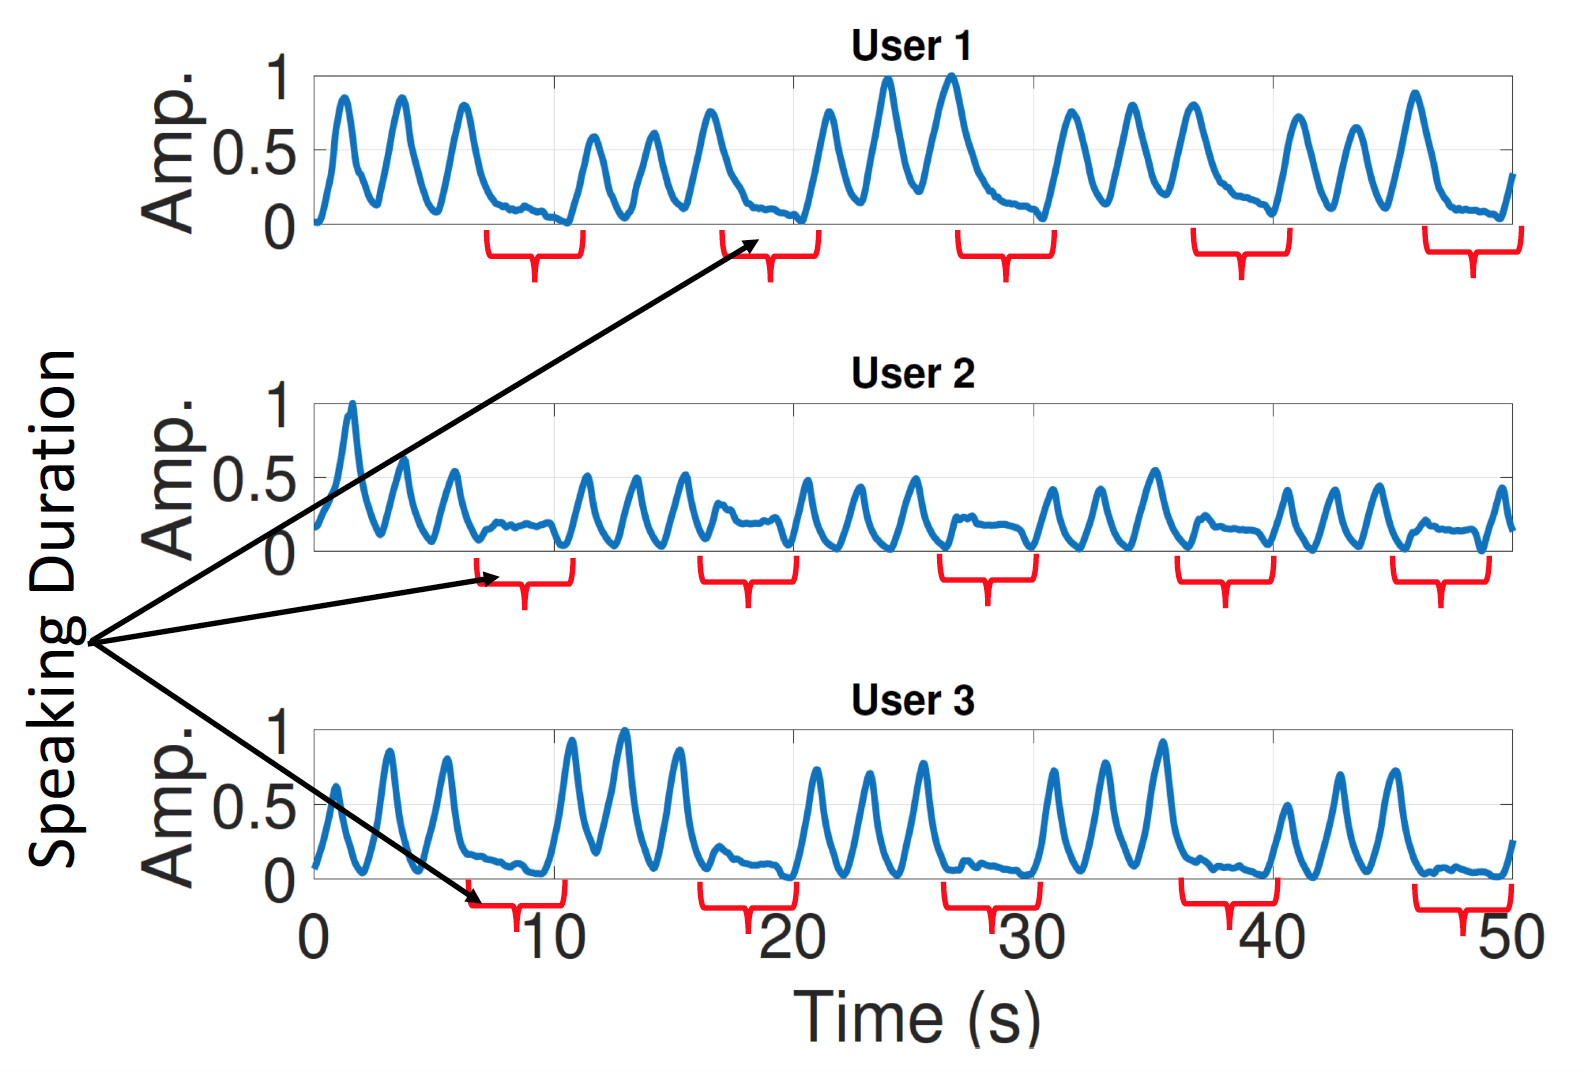 User 1
Amp.
1
0.5
0
Speaking Duration
User 2
Amp.
1
0.5
0
User 3
Amp.
1
0.5
0
0 10 20 30 40 50
Time (s)